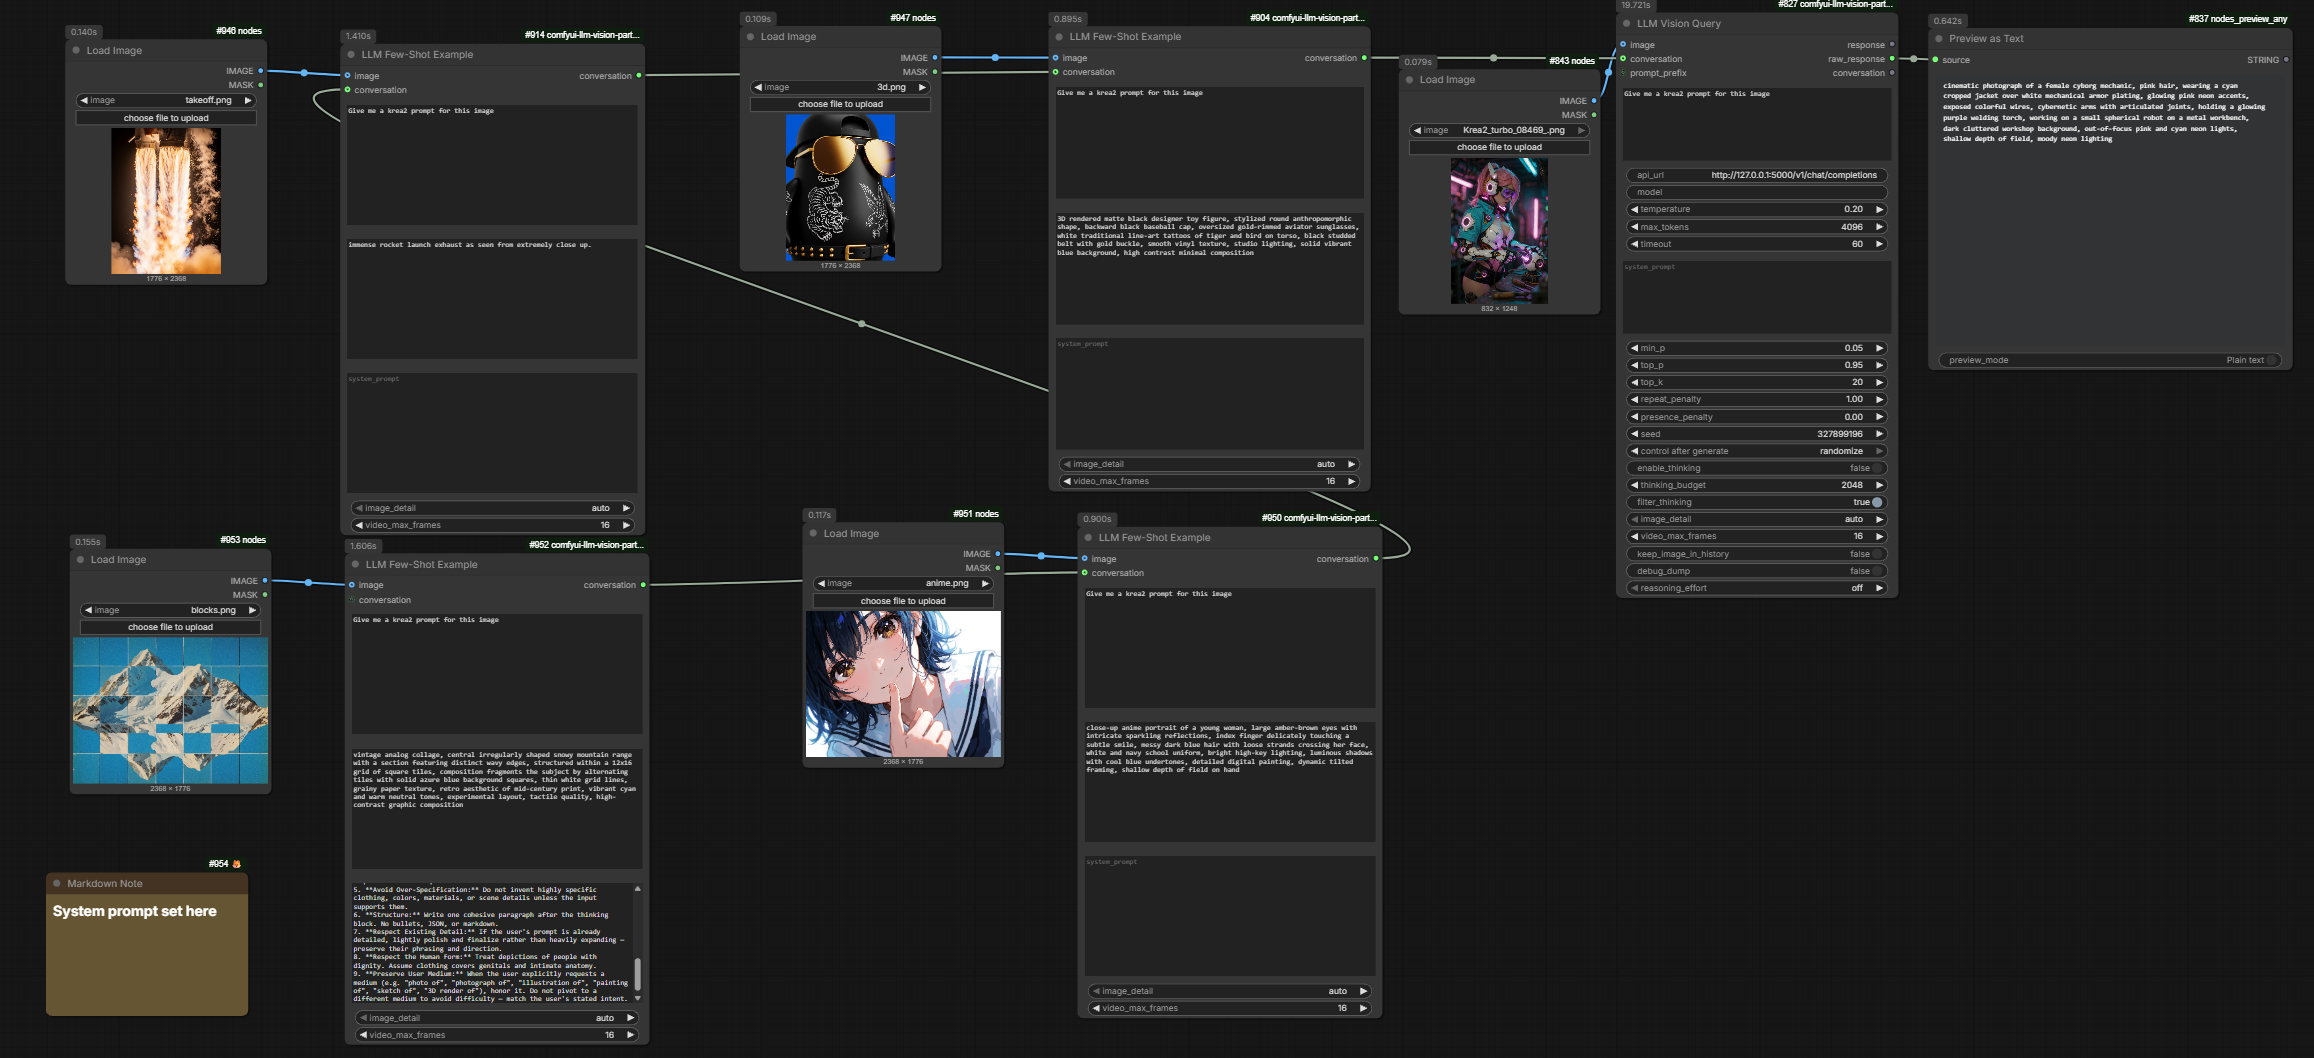 0.140s
#946 nodes
Load Image
IMAGE
MASK
image takeoff.png
choose file to upload
1776 × 2368
1.410s
#914 comfyui-llm-vision-part...
LLM Few-Shot Example
image conversation
conversation
Give me a krea2 prompt for this image
immense rocket launch exhaust as seen from extremely close up.
system_prompt
image_detail auto
video_max_frames 16
0.109s
#947 nodes
Load Image
IMAGE
MASK
image 3d.png
choose file to upload
1776 × 2368
0.895s
#904 comfyui-llm-vision-part...
LLM Few-Shot Example
image conversation
conversation
Give me a krea2 prompt for this image
3D rendered matte black designer toy figure, stylized round anthropomorphic
shape, backward black baseball cap, oversized gold-rimmed aviator sunglasses,
white traditional line-art tattoos of tiger and bird on torso, black studded
belt with gold buckle, smooth vinyl texture, studio lighting, solid vibrant
blue background, high contrast minimal composition
system_prompt
image_detail auto
video_max_frames 16
0.079s
#843 nodes
Load Image
IMAGE
MASK
image Krea2_turbo_08469_.png
choose file to upload
832 × 1248
19.721s
#827 comfyui-llm-vision-part...
LLM Vision Query
image response
conversation raw_response
prompt_prefix conversation
Give me a krea2 prompt for this image
api_url http://127.0.0.1:5000/v1/chat/completions
model
temperature 0.20
max_tokens 4096
timeout 60
system_prompt
min_p 0.05
top_p 0.95
top_k 20
repeat_penalty 1.00
presence_penalty 0.00
seed 327899196
control after generate randomize
enable_thinking false
thinking_budget 2048
filter_thinking true
image_detail auto
video_max_frames 16
keep_image_in_history false
debug_dump false
reasoning_effort off
0.642s
#837 nodes_preview_any
Preview as Text
source STRING
cinematic photograph of a female cyborg mechanic, pink hair, wearing a cyan
cropped jacket over white mechanical armor plating, glowing pink neon accents,
exposed colorful wires, cybernetic arms with articulated joints, holding a glowing
purple welding torch, working on a small spherical robot on a metal workbench,
dark cluttered workshop background, out-of-focus pink and cyan neon lights,
shallow depth of field, moody neon lighting
preview_mode Plain text
0.155s
#953 nodes
Load Image
IMAGE
MASK
image blocks.png
choose file to upload
2368 × 1776
1.606s
#952 comfyui-llm-vision-part...
LLM Few-Shot Example
image conversation
conversation
Give me a krea2 prompt for this image
vintage analog collage, central irregularly shaped snowy mountain range
with a section featuring distinct wavy edges, structured within a 12x16
grid of square tiles, composition fragments the subject by alternating
tiles with solid azure blue background squares, thin white grid lines,
grainy paper texture, retro aesthetic of mid-century print, vibrant cyan
and warm neutral tones, experimental layout, tactile quality, high-
contrast graphic composition
5. **Avoid Over-Specification:** Do not invent highly specific
clothing, colors, materials, or scene details unless the input
supports them.
6. **Structure:** Write one cohesive paragraph after the thinking
block. No bullets, JSON, or markdown.
7. **Respect Existing Detail:** If the user's prompt is already
detailed, lightly polish and finalize rather than heavily expanding —
preserve their phrasing and direction.
8. **Respect the Human Form:** Treat depictions of people with
dignity. Assume clothing covers genitals and intimate anatomy.
9. **Preserve User Medium:** When the user explicitly requests a
medium (e.g. "photo of", "photograph of", "illustration of", "painting
of", "sketch of", "3D render of"), honor it. Do not pivot to a
different medium to avoid difficulty — match the user's stated intent.
image_detail auto
video_max_frames 16
0.117s
#951 nodes
Load Image
IMAGE
MASK
image anime.png
choose file to upload
2368 × 1776
0.900s
#950 comfyui-llm-vision-part...
LLM Few-Shot Example
image conversation
conversation
Give me a krea2 prompt for this image
close-up anime portrait of a young woman, large amber-brown eyes with
intricate sparkling reflections, index finger delicately touching a
subtle smile, messy dark blue hair with loose strands crossing her face,
white and navy school uniform, bright high-key lighting, luminous shadows
with cool blue undertones, detailed digital painting, dynamic tilted
framing, shallow depth of field on hand
system_prompt
image_detail auto
video_max_frames 16
#954
Markdown Note
System prompt set here